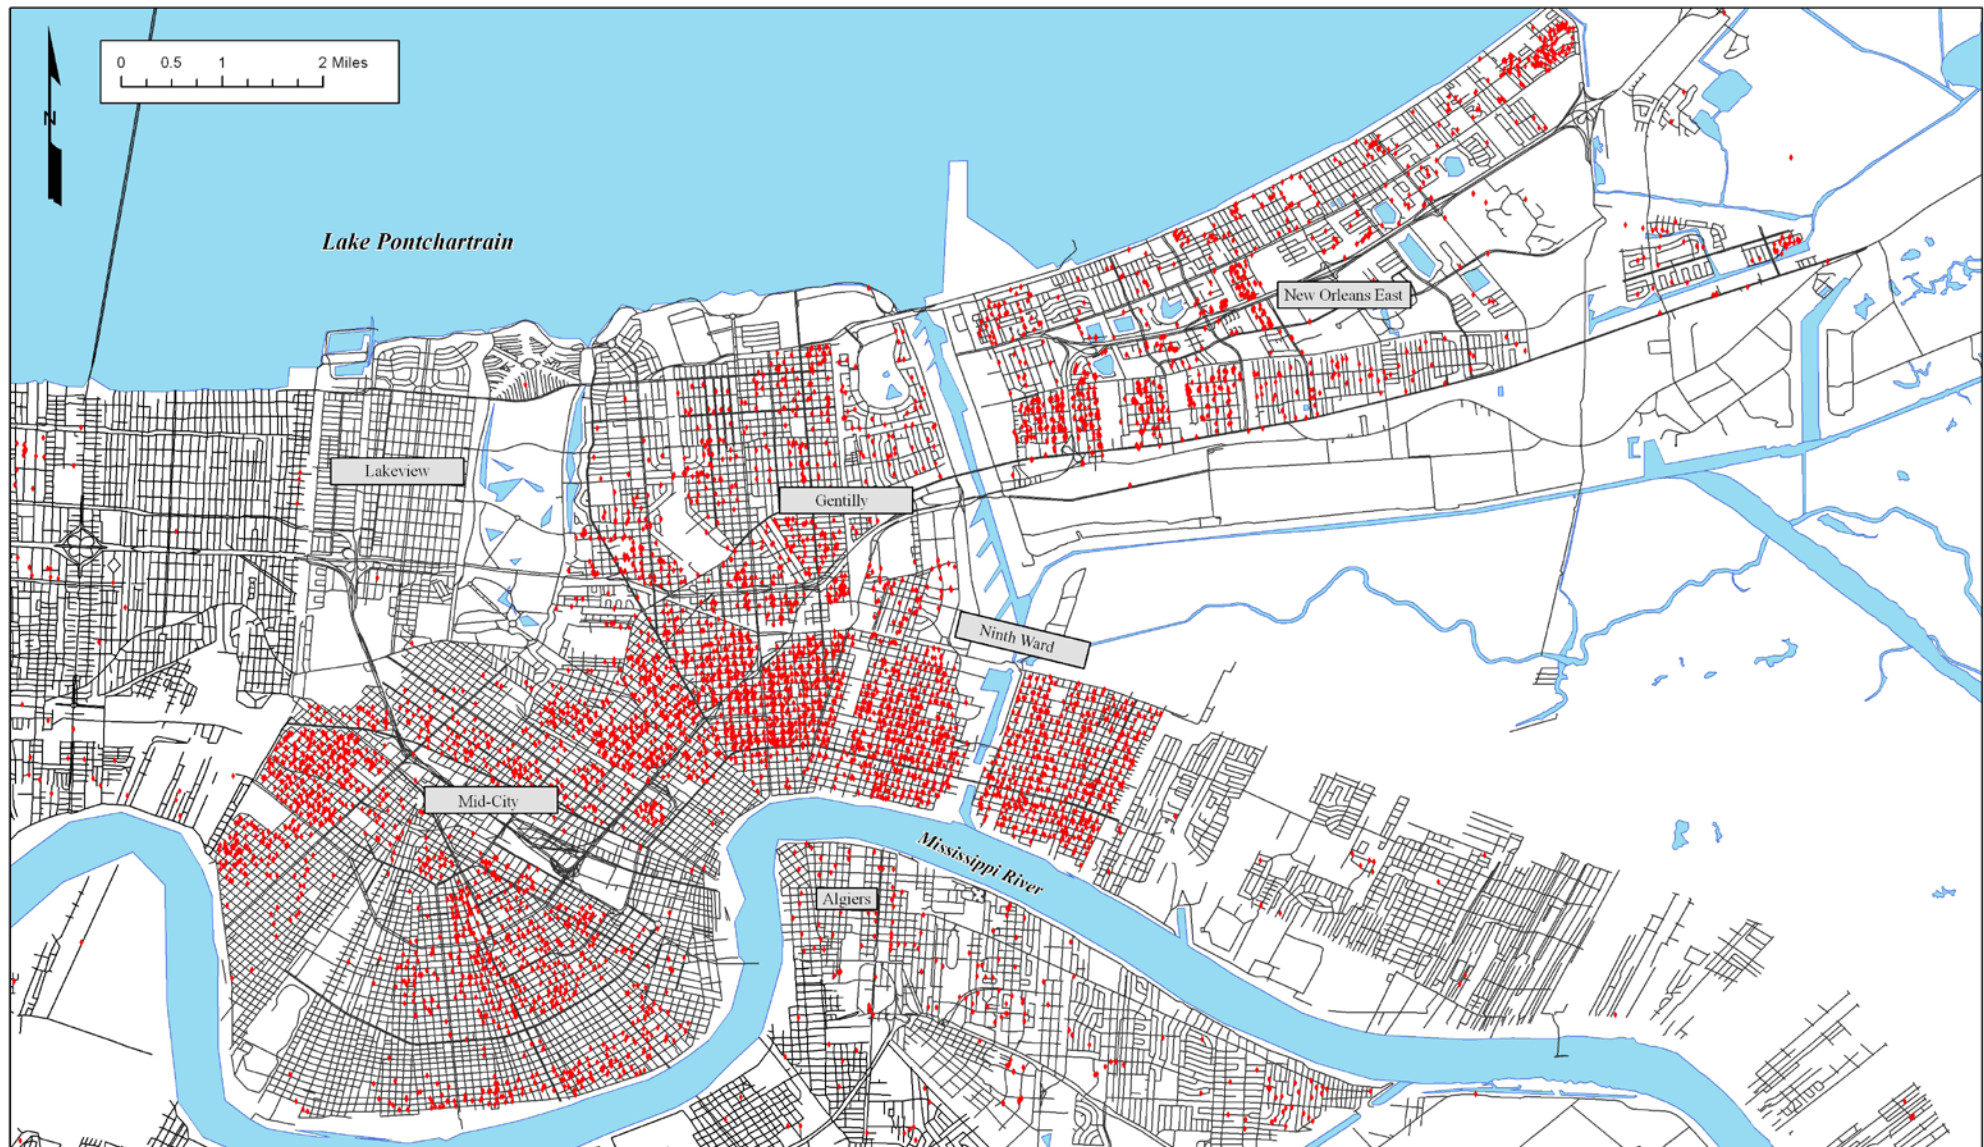 0 0.5 1 2 Miles
N
Lake Pontchartrain
New Orleans East
Lakeview
Gentilly
Ninth Ward
Mid-City
Mississippi River
Algiers